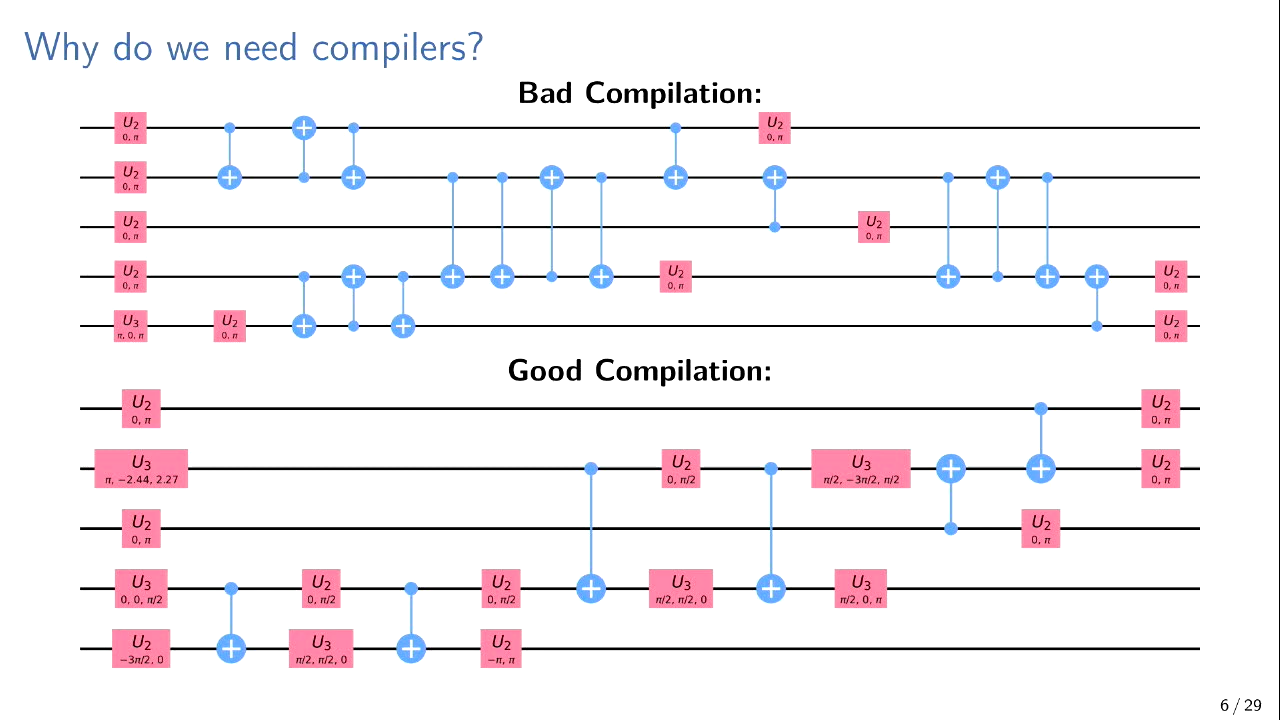 Why do we need compilers?
Bad Compilation:
U2 U2
0, π 0, π
U2
0, π
U2 U2
0, π 0, π
U2 U2 U2
0, π 0, π 0, π
U3 U2 U2
π, 0, π 0, π 0, π
Good Compilation:
U2 U2
0, π 0, π
U3 U2 U3 U2
π, −2.44, 2.27 0, π/2 π/2, −3π/2, π/2 0, π
U2 U2
0, π 0, π
U3 U2 U2 U3 U3
0, 0, π/2 0, π/2 0, π/2 π/2, π/2, 0 π/2, 0, π
U2 U3 U2
−3π/2, 0 π/2, π/2, 0 −π, π
6 / 29